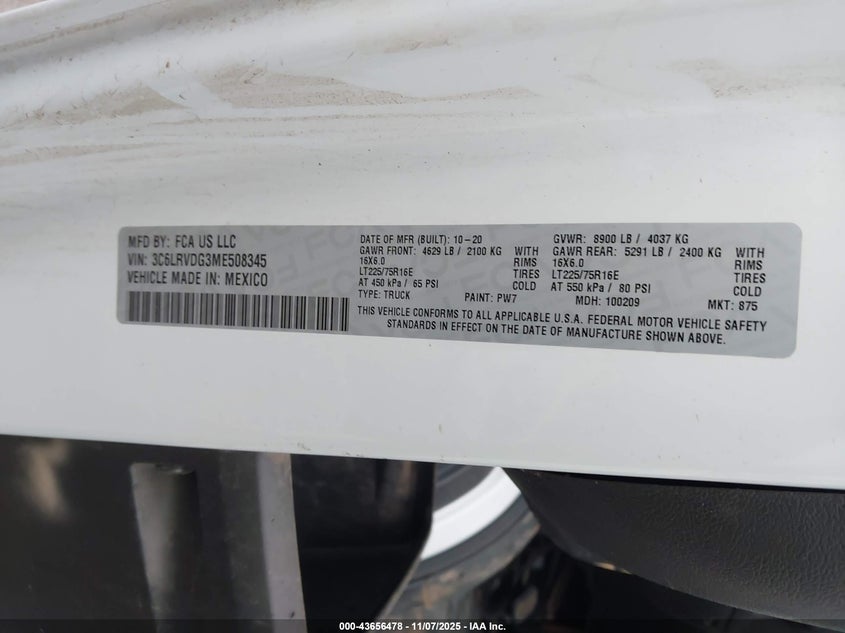 MFD BY: FCA US LLC
VIN: 3C6LRVDG3ME508345
VEHICLE MADE IN: MEXICO
DATE OF MFR (BUILT): 10-20 GVWR: 8900 LB / 4037 KG
GAWR FRONT: 4629 LB / 2100 KG WITH GAWR REAR: 5291 LB / 2400 KG WITH
16X6.0 RIMS 16X6.0 RIMS
LT225/75R16E TIRES LT225/75R16E TIRES
AT 450 kPa / 65 PSI COLD AT 550 kPa / 80 PSI COLD
TYPE: TRUCK PAINT: PW7 MDH: 100209 MKT: 875
THIS VEHICLE CONFORMS TO ALL APPLICABLE U.S.A. FEDERAL MOTOR VEHICLE SAFETY
STANDARDS IN EFFECT ON THE DATE OF MANUFACTURE SHOWN ABOVE.
000-43656478 - 11/07/2025 - IAA Inc.